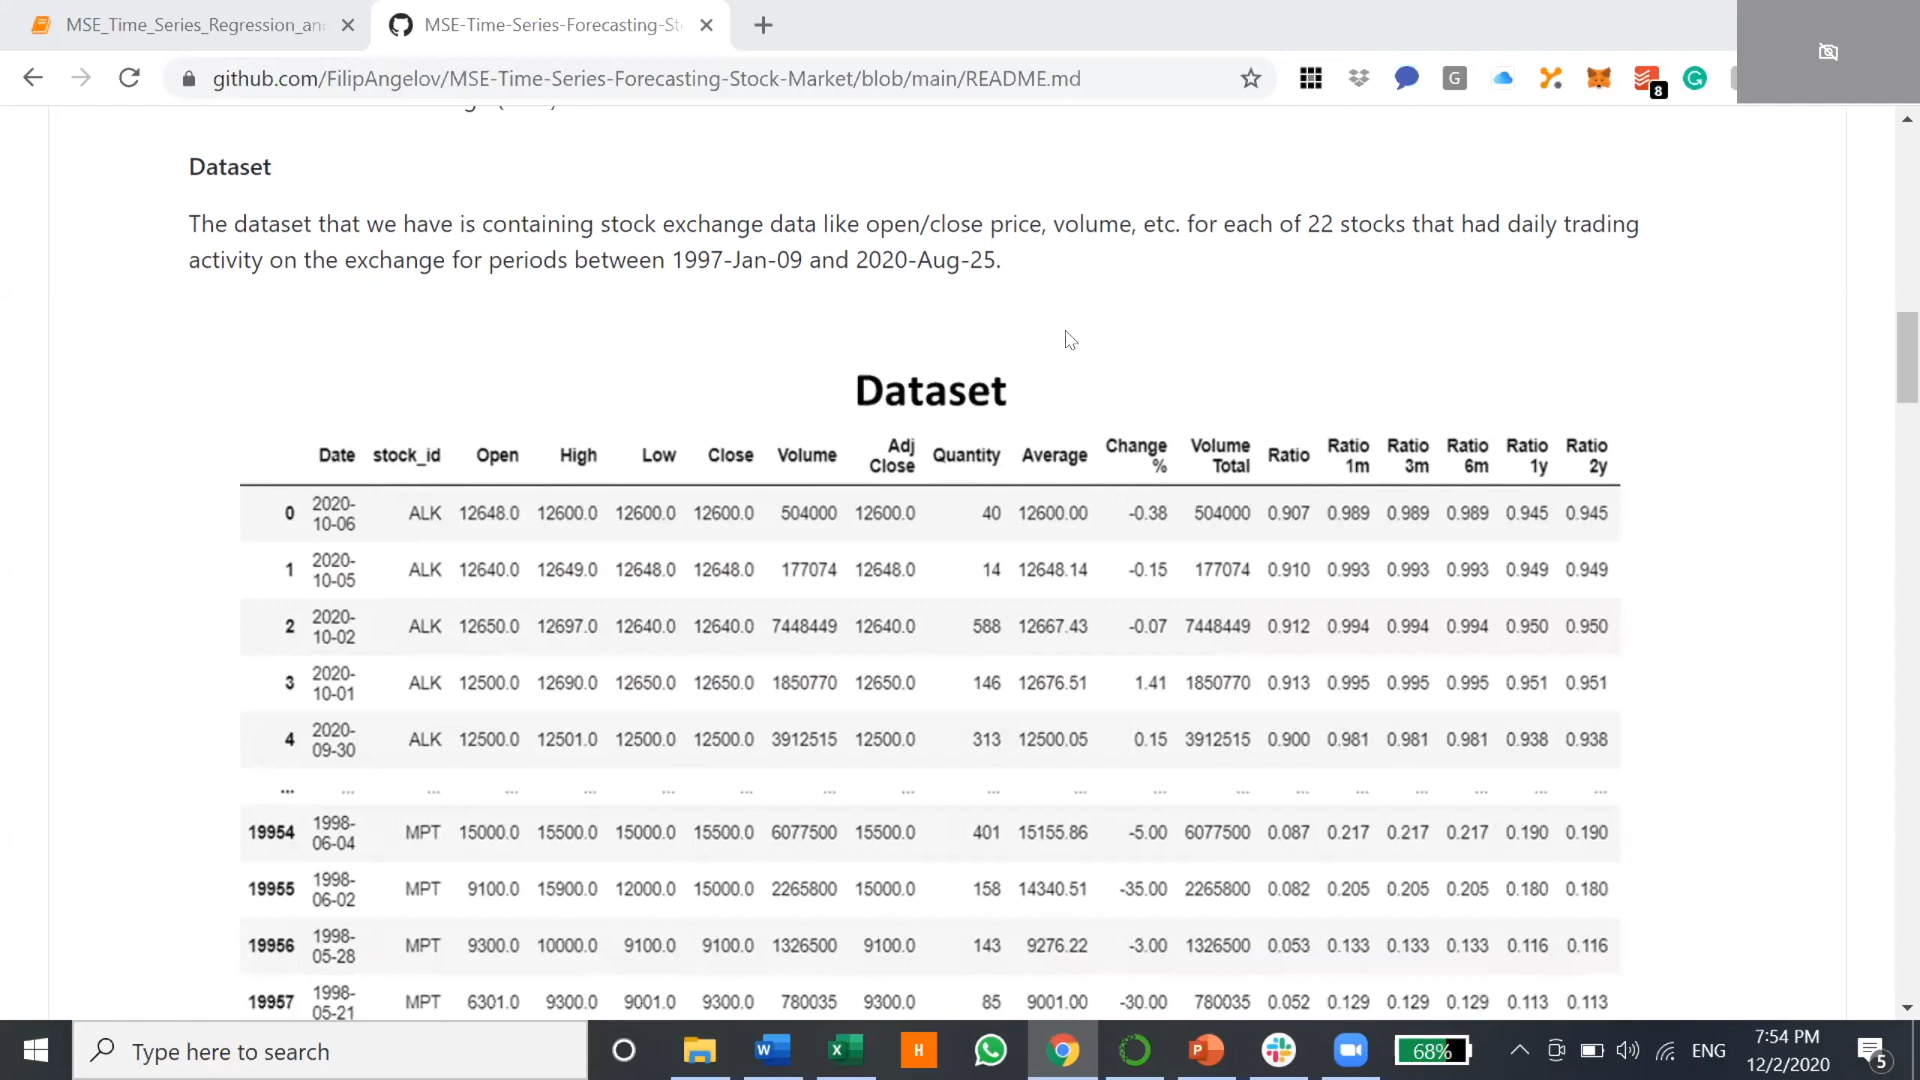 MSE_Time_Series_Regression_and
MSE-Time-Series-Forecasting-St
github.com/FilipAngelov/MSE-Time-Series-Forecasting-Stock-Market/blob/main/README.md
G
8
Dataset
The dataset that we have is containing stock exchange data like open/close price, volume, etc. for each of 22 stocks that had daily trading
activity on the exchange for periods between 1997-Jan-09 and 2020-Aug-25.
Dataset
Date stock_id Open High Low Close Volume Adj Close Quantity Average Change % Volume Total Ratio Ratio 1m Ratio 3m Ratio 6m Ratio 1y Ratio 2y
0 2020-10-06 ALK 12648.0 12600.0 12600.0 12600.0 504000 12600.0 40 12600.00 -0.38 504000 0.907 0.989 0.989 0.989 0.945 0.945
1 2020-10-05 ALK 12640.0 12649.0 12648.0 12648.0 177074 12648.0 14 12648.14 -0.15 177074 0.910 0.993 0.993 0.993 0.949 0.949
2 2020-10-02 ALK 12650.0 12697.0 12640.0 12640.0 7448449 12640.0 588 12667.43 -0.07 7448449 0.912 0.994 0.994 0.994 0.950 0.950
3 2020-10-01 ALK 12500.0 12690.0 12650.0 12650.0 1850770 12650.0 146 12676.51 1.41 1850770 0.913 0.995 0.995 0.995 0.951 0.951
4 2020-09-30 ALK 12500.0 12501.0 12500.0 12500.0 3912515 12500.0 313 12500.05 0.15 3912515 0.900 0.981 0.981 0.981 0.938 0.938
... ... ... ... ... ... ... ... ... ... ... ... ... ... ... ... ... ... ...
19954 1998-06-04 MPT 15000.0 15500.0 15000.0 15500.0 6077500 15500.0 401 15155.86 -5.00 6077500 0.087 0.217 0.217 0.217 0.190 0.190
19955 1998-06-02 MPT 9100.0 15900.0 12000.0 15000.0 2265800 15000.0 158 14340.51 -35.00 2265800 0.082 0.205 0.205 0.205 0.180 0.180
19956 1998-05-28 MPT 9300.0 10000.0 9100.0 9100.0 1326500 9100.0 143 9276.22 -3.00 1326500 0.053 0.133 0.133 0.133 0.116 0.116
19957 1998-05-21 MPT 6301.0 9300.0 9001.0 9300.0 780035 9300.0 85 9001.00 -30.00 780035 0.052 0.129 0.129 0.129 0.113 0.113
Type here to search
W
X
H
P
68%
ENG
7:54 PM
12/2/2020
5